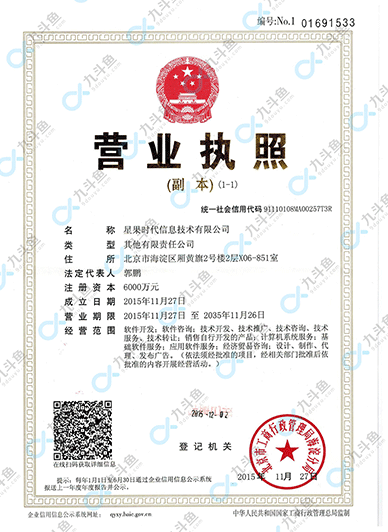 编号:No.1 01691533
营业执照
(副 本)(1-1)
统一社会信用代码 91110108MA00257T3R
名 称 星果时代信息技术有限公司
类 型 其他有限责任公司
住 所 北京市海淀区厢黄旗2号楼2层X06-851室
法定代表人 郭鹏
注册资本 6000万元
成立日期 2015年11月27日
营业期限 2015年11月27日 至 2035年11月26日
经营范围 软件开发；软件咨询；技术开发、技术推广、技术咨询、技术
服务、技术转让；销售自行开发的产品；计算机系统服务；基
础软件服务；应用软件服务；经济贸易咨询；设计、制作、代
理、发布广告。（依法须经批准的项目，经相关部门批准后依
批准的内容开展经营活动。）
在线扫码获取详细信息
登记机关
北京市工商行政管理局海淀分局
2015年 11月 27日
提示：每年1月1日至6月30日通过企业信用信息公示系统
报送上一年度年度报告并公示。
企业信用信息公示系统网址： qyxy.baic.gov.cn
中华人民共和国国家工商行政管理总局监制
九斗鱼